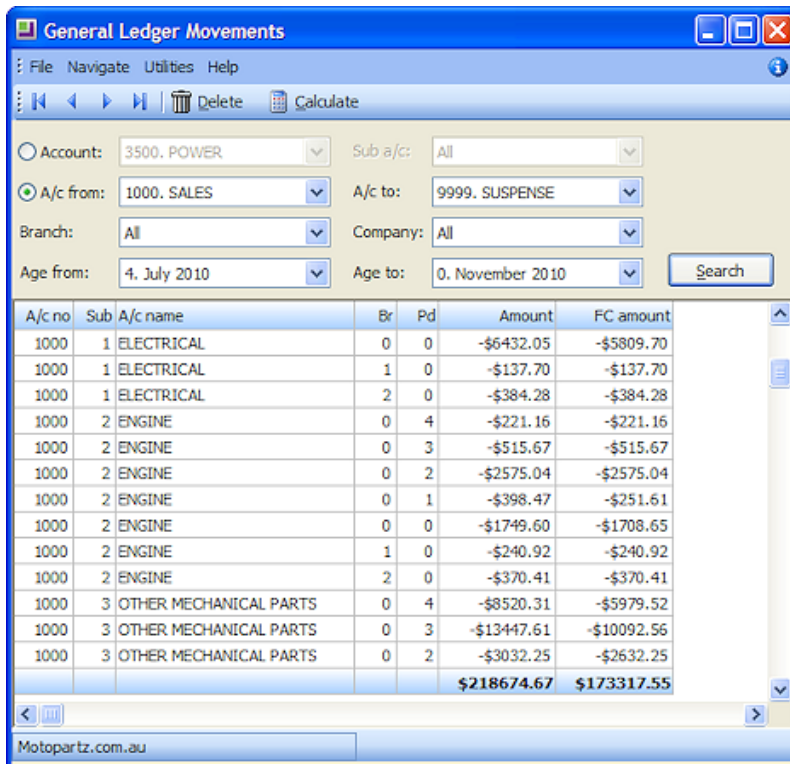 General Ledger Movements
File Navigate Utilities Help
Delete Calculate
Account: 3500. POWER Sub a/c: All
A/c from: 1000. SALES A/c to: 9999. SUSPENSE
Branch: All Company: All
Age from: 4. July 2010 Age to: 0. November 2010 Search
A/c no Sub A/c name Br Pd Amount FC amount
1000 1 ELECTRICAL 0 0 -$6432.05 -$5809.70
1000 1 ELECTRICAL 1 0 -$137.70 -$137.70
1000 1 ELECTRICAL 2 0 -$384.28 -$384.28
1000 2 ENGINE 0 4 -$221.16 -$221.16
1000 2 ENGINE 0 3 -$515.67 -$515.67
1000 2 ENGINE 0 2 -$2575.04 -$2575.04
1000 2 ENGINE 0 1 -$398.47 -$251.61
1000 2 ENGINE 0 0 -$1749.60 -$1708.65
1000 2 ENGINE 1 0 -$240.92 -$240.92
1000 2 ENGINE 2 0 -$370.41 -$370.41
1000 3 OTHER MECHANICAL PARTS 0 4 -$8520.31 -$5979.52
1000 3 OTHER MECHANICAL PARTS 0 3 -$13447.61 -$10092.56
1000 3 OTHER MECHANICAL PARTS 0 2 -$3032.25 -$2632.25
$218674.67 $173317.55
Motopartz.com.au